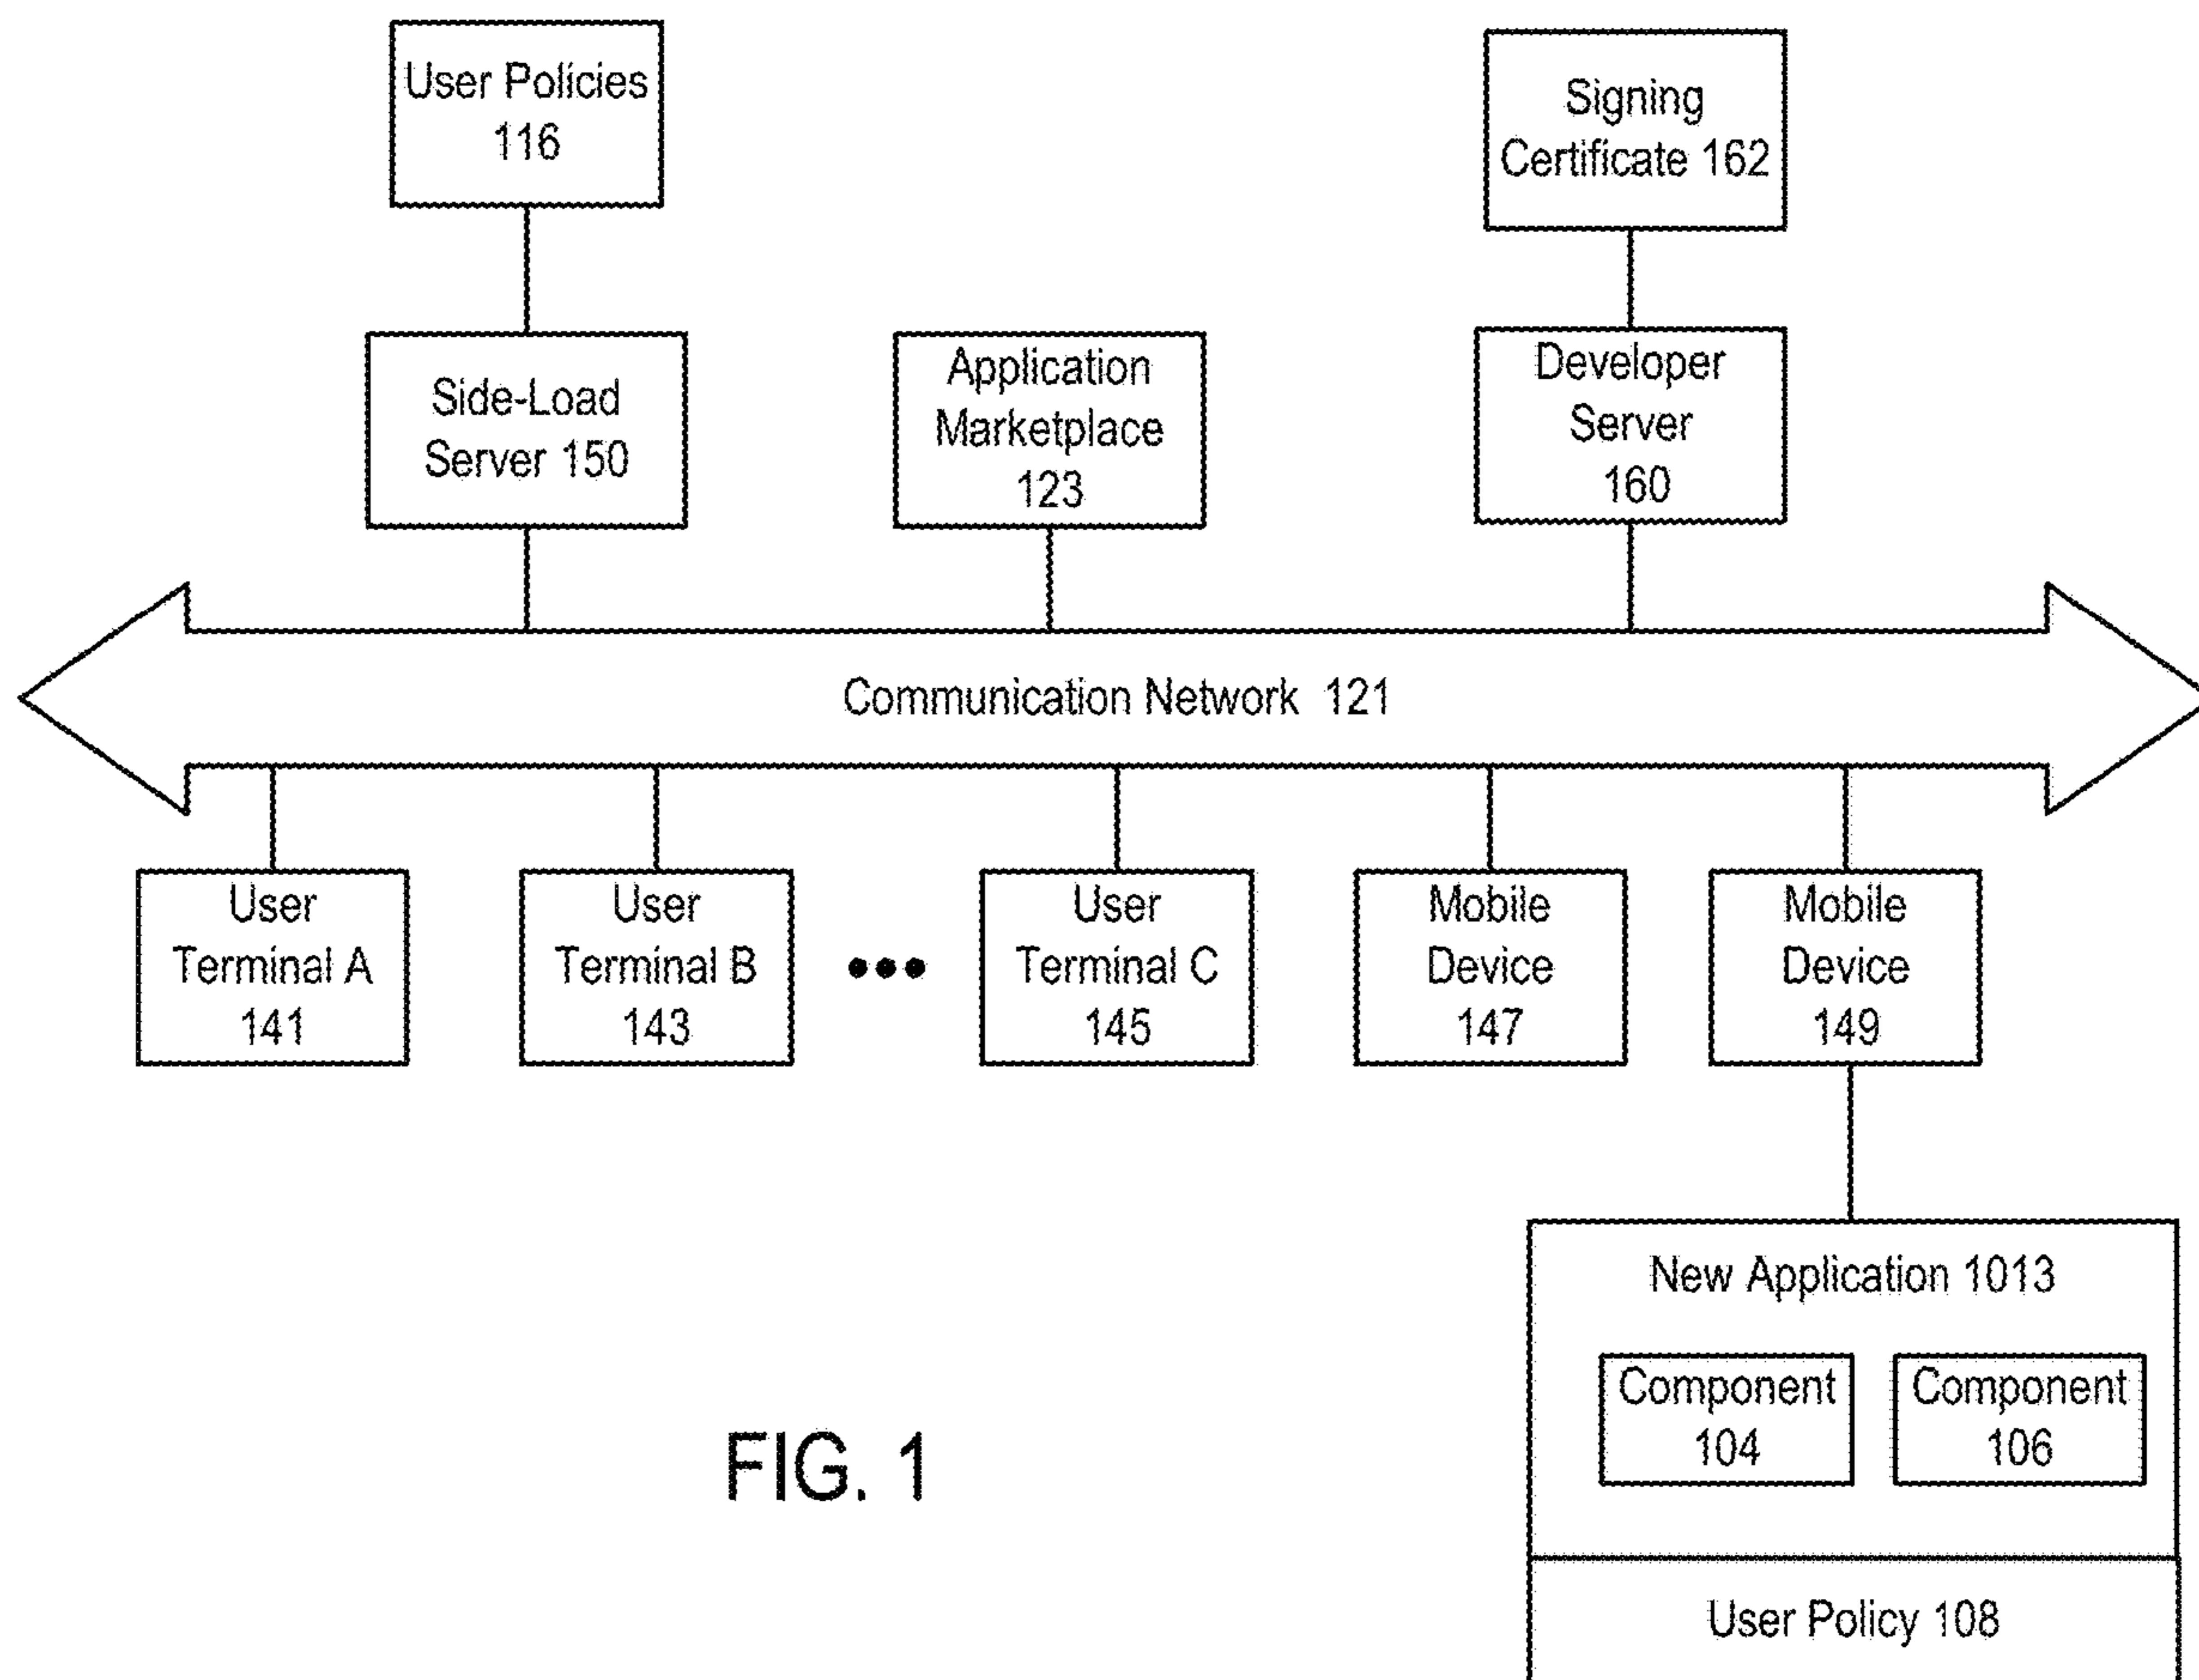 User Policies
116
Signing
Certificate 162
Side-Load
Server 150
Application
Marketplace
123
Developer
Server
160
Communication Network 121
User
Terminal A
141
User
Terminal B
143
•••
User
Terminal C
145
Mobile
Device
147
Mobile
Device
149
New Application 1013
Component
104
Component
106
User Policy 108
FIG. 1